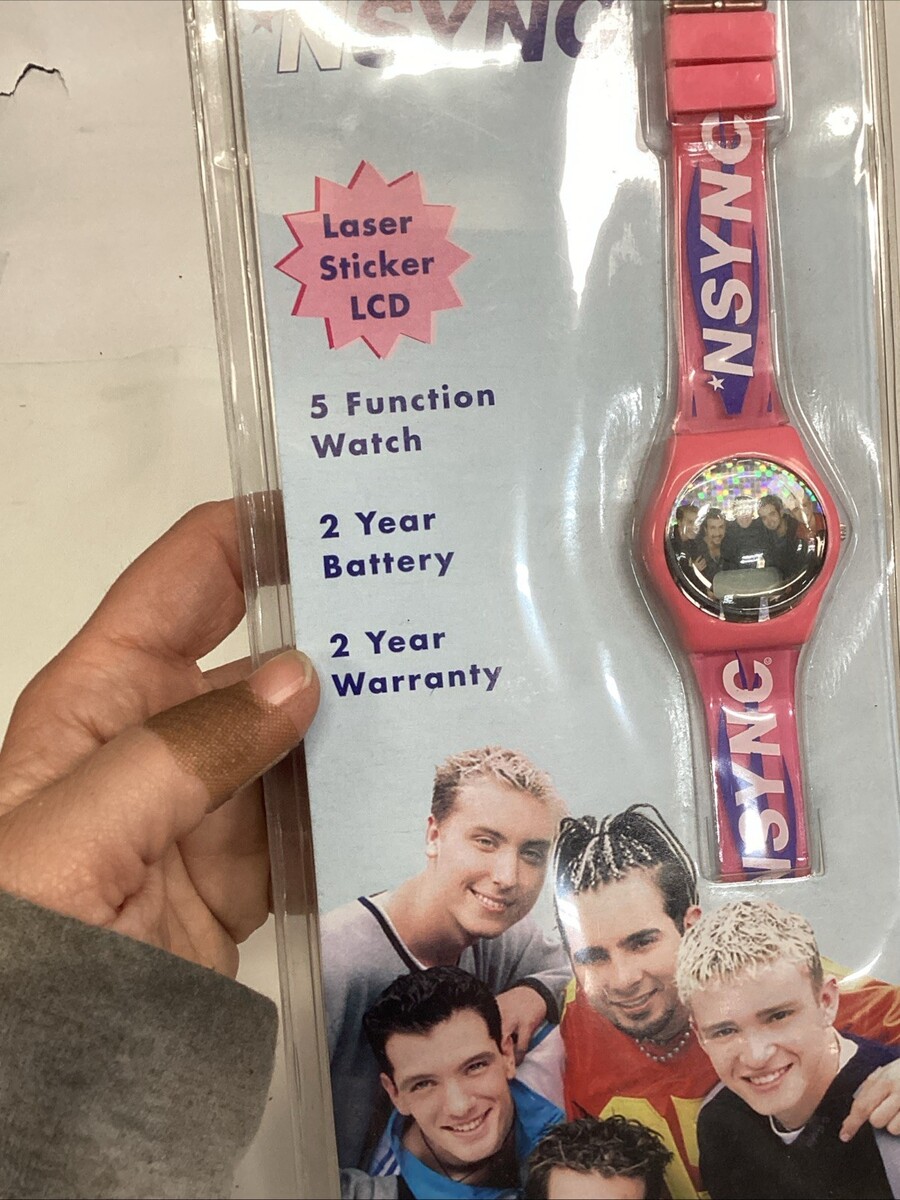 *NSYNC
Laser
Sticker
LCD
5 Function
Watch
2 Year
Battery
2 Year
Warranty
*NSYNC
NSYNC®